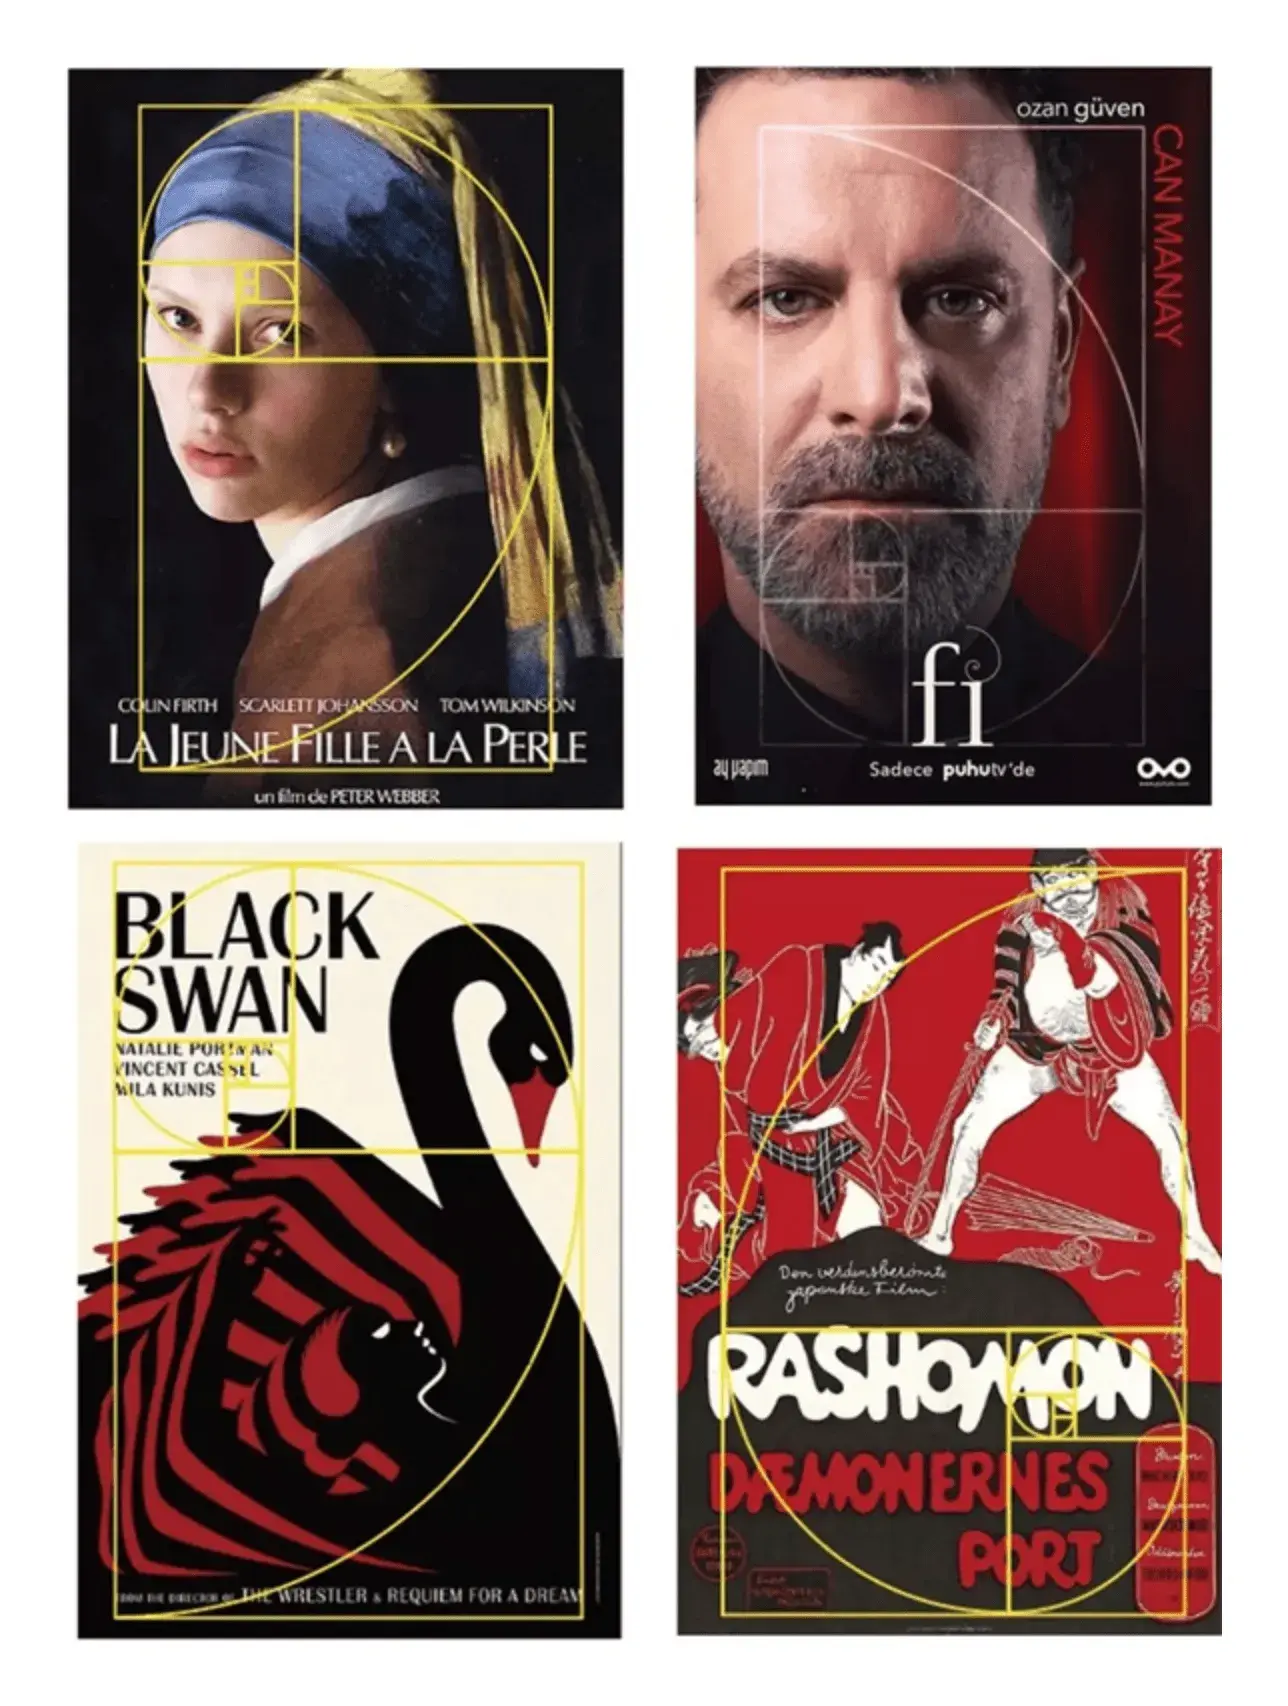 COLIN FIRTH SCARLETT JOHANSSON TOM WILKINSON
LA JEUNE FILLE A LA PERLE
un film de PETER WEBBER
ozan güven
CAN MANAY
fi
ay yapım
Sadece puhutv'de
OVO
BLACK
SWAN
NATALIE PORTMAN
VINCENT CASSEL
MILA KUNIS
FROM THE DIRECTOR OF THE WRESTLER & REQUIEM FOR A DREAM
Den verdensberømte
japanske Film:
RASHOMON
DÆMONERNES
PORT